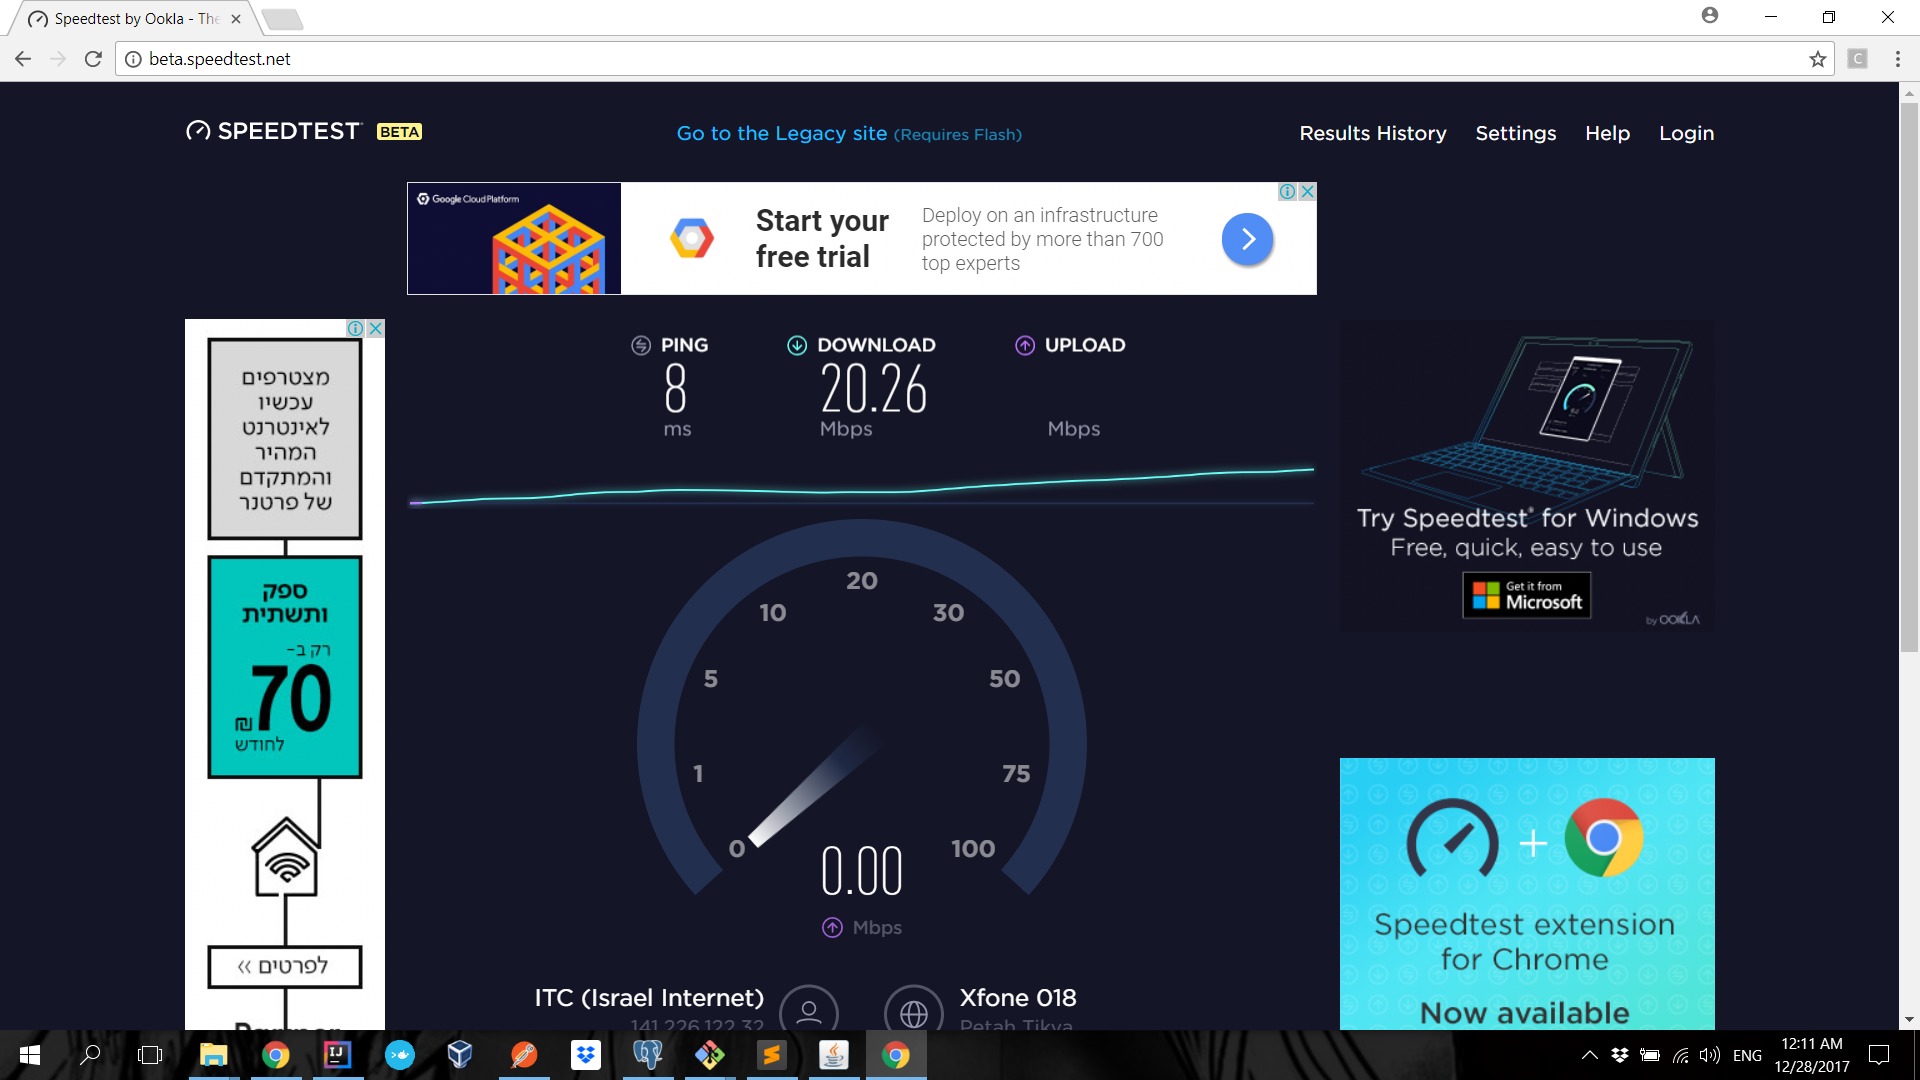 Speedtest by Ookla - The
beta.speedtest.net
SPEEDTEST BETA
Go to the Legacy site (Requires Flash)
Results History Settings Help Login
Google Cloud Platform
Start your
free trial
Deploy on an infrastructure
protected by more than 700
top experts
מצטרפים
עכשיו
לאינטרנט
המהיר
והמתקדם
של פרטנר
ספק
ותשתית
רק ב-
70 ₪
לחודש
לפרטים >>
PING
8
ms
DOWNLOAD
20.26
Mbps
UPLOAD
Mbps
0
1
5
10
20
30
50
75
100
0.00
Mbps
ITC (Israel Internet)
141.226.122.32
Xfone 018
Petah Tikva
Try Speedtest® for Windows
Free, quick, easy to use
Get it from
Microsoft
by OOKLA
+
Speedtest extension
for Chrome
Now available
IJ
ENG
12:11 AM
12/28/2017